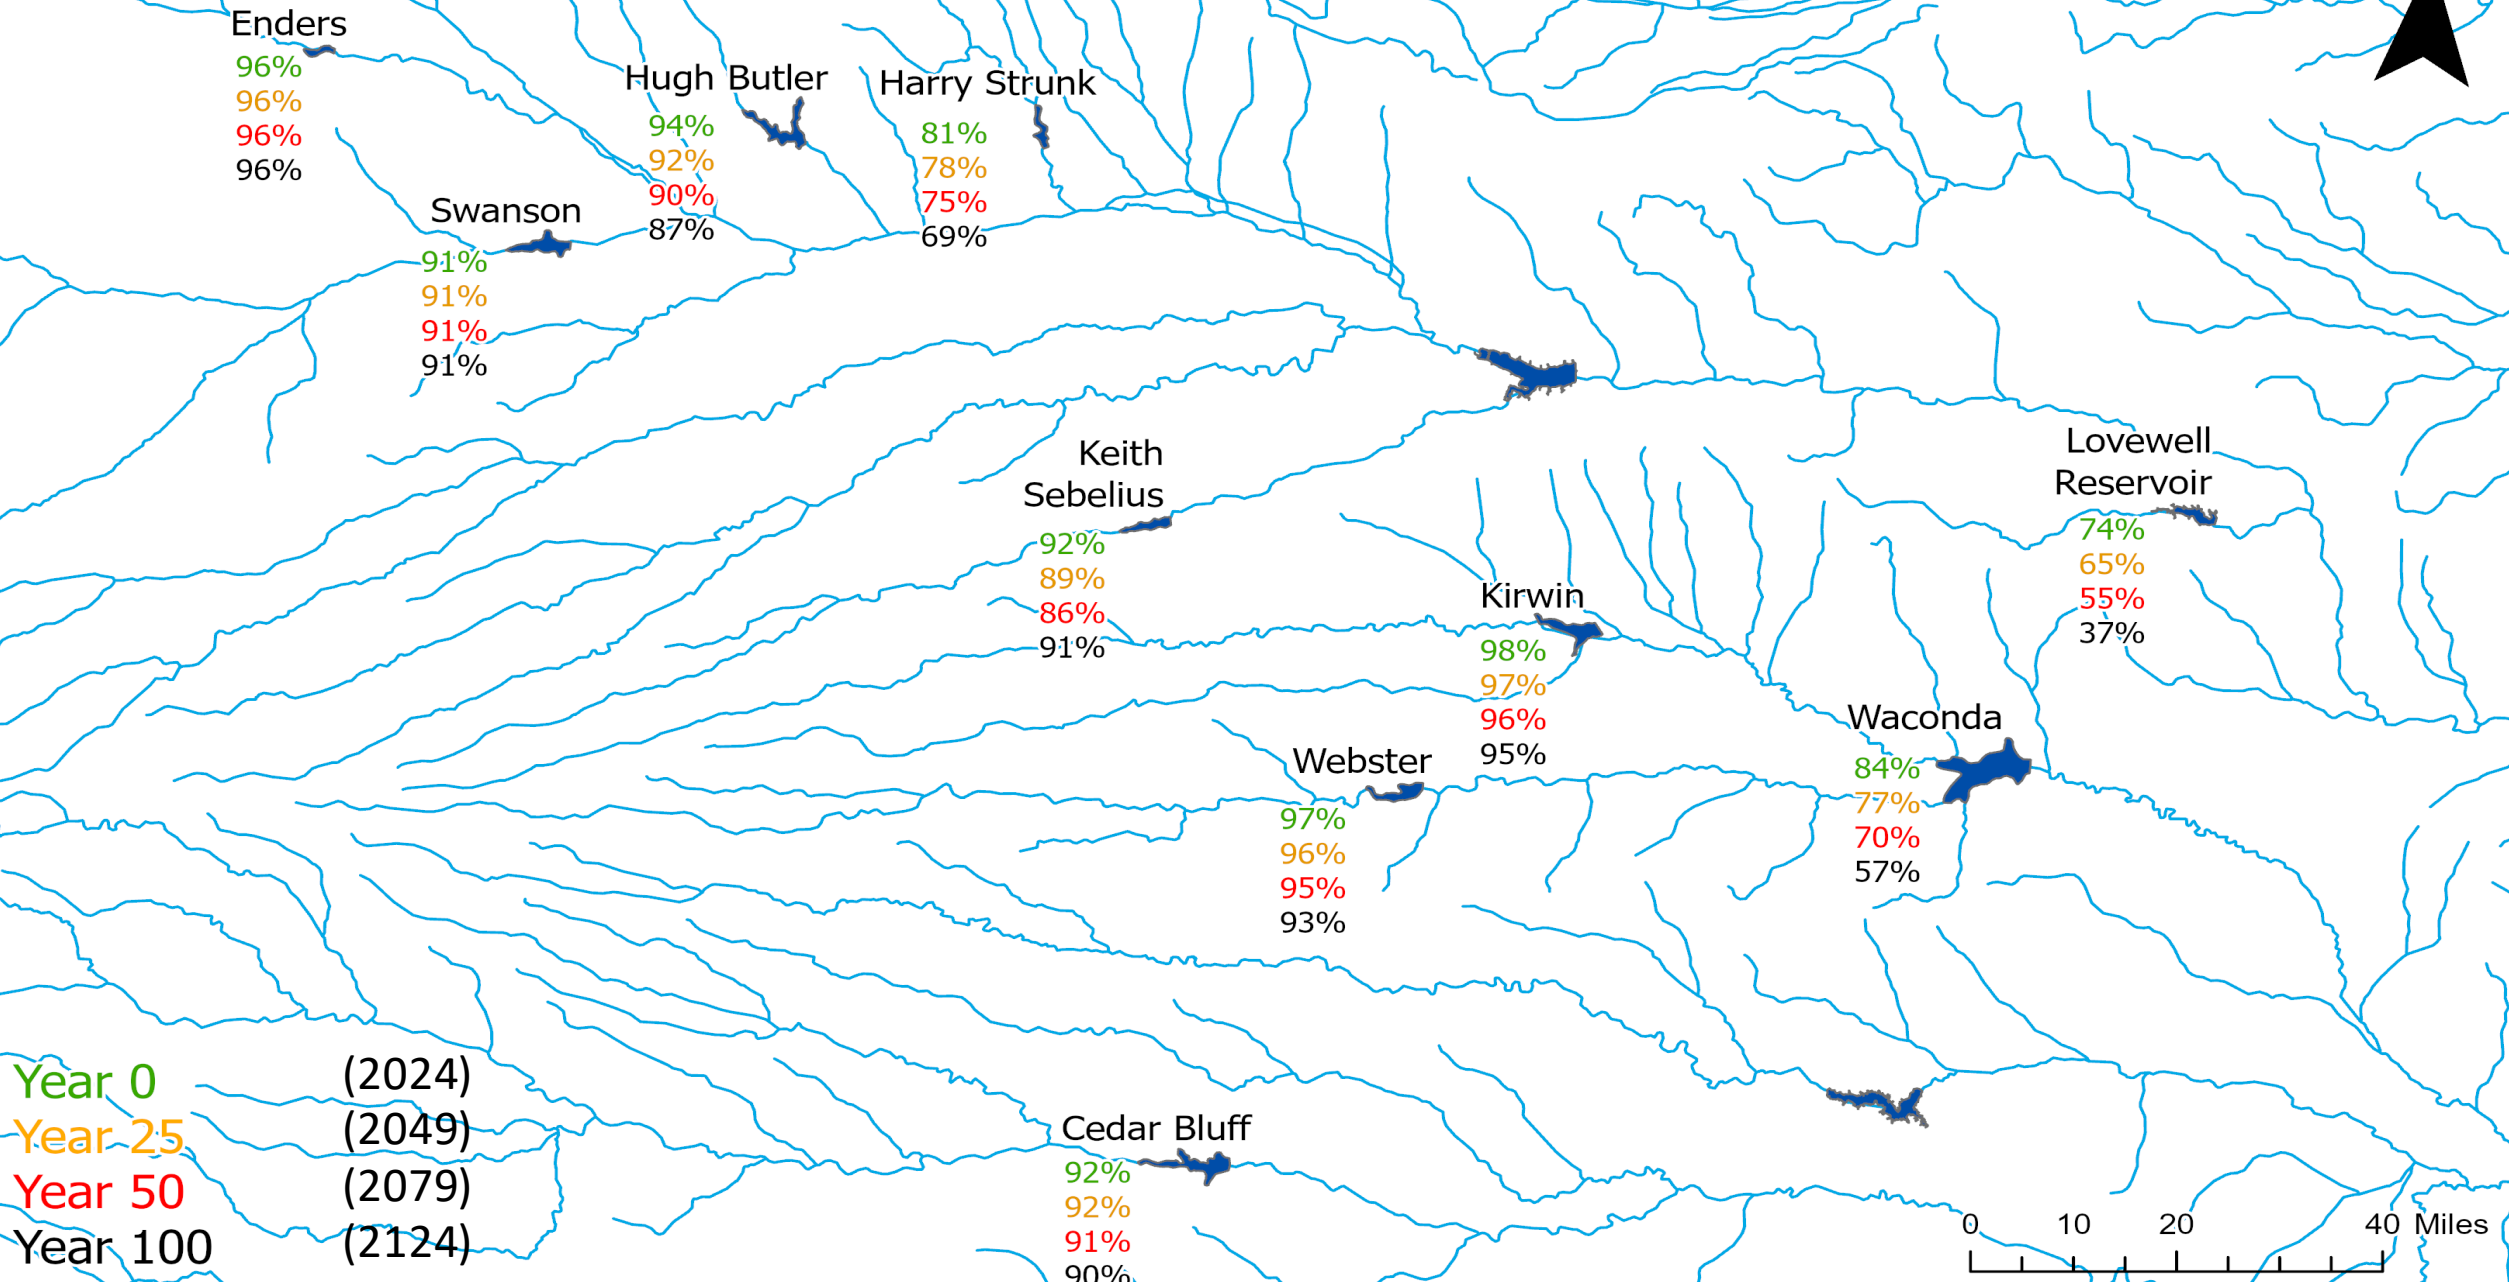 Enders
96%
96%
96%
96%
Hugh Butler
94%
92%
90%
87%
Harry Strunk
81%
78%
75%
69%
Swanson
91%
91%
91%
91%
Keith
Sebelius
92%
89%
86%
91%
Lovewell
Reservoir
74%
65%
55%
37%
Kirwin
98%
97%
96%
95%
Waconda
84%
77%
70%
57%
Webster
97%
96%
95%
93%
Cedar Bluff
92%
92%
91%
90%
Year 0 (2024)
Year 25 (2049)
Year 50 (2079)
Year 100 (2124)
0 10 20 40 Miles